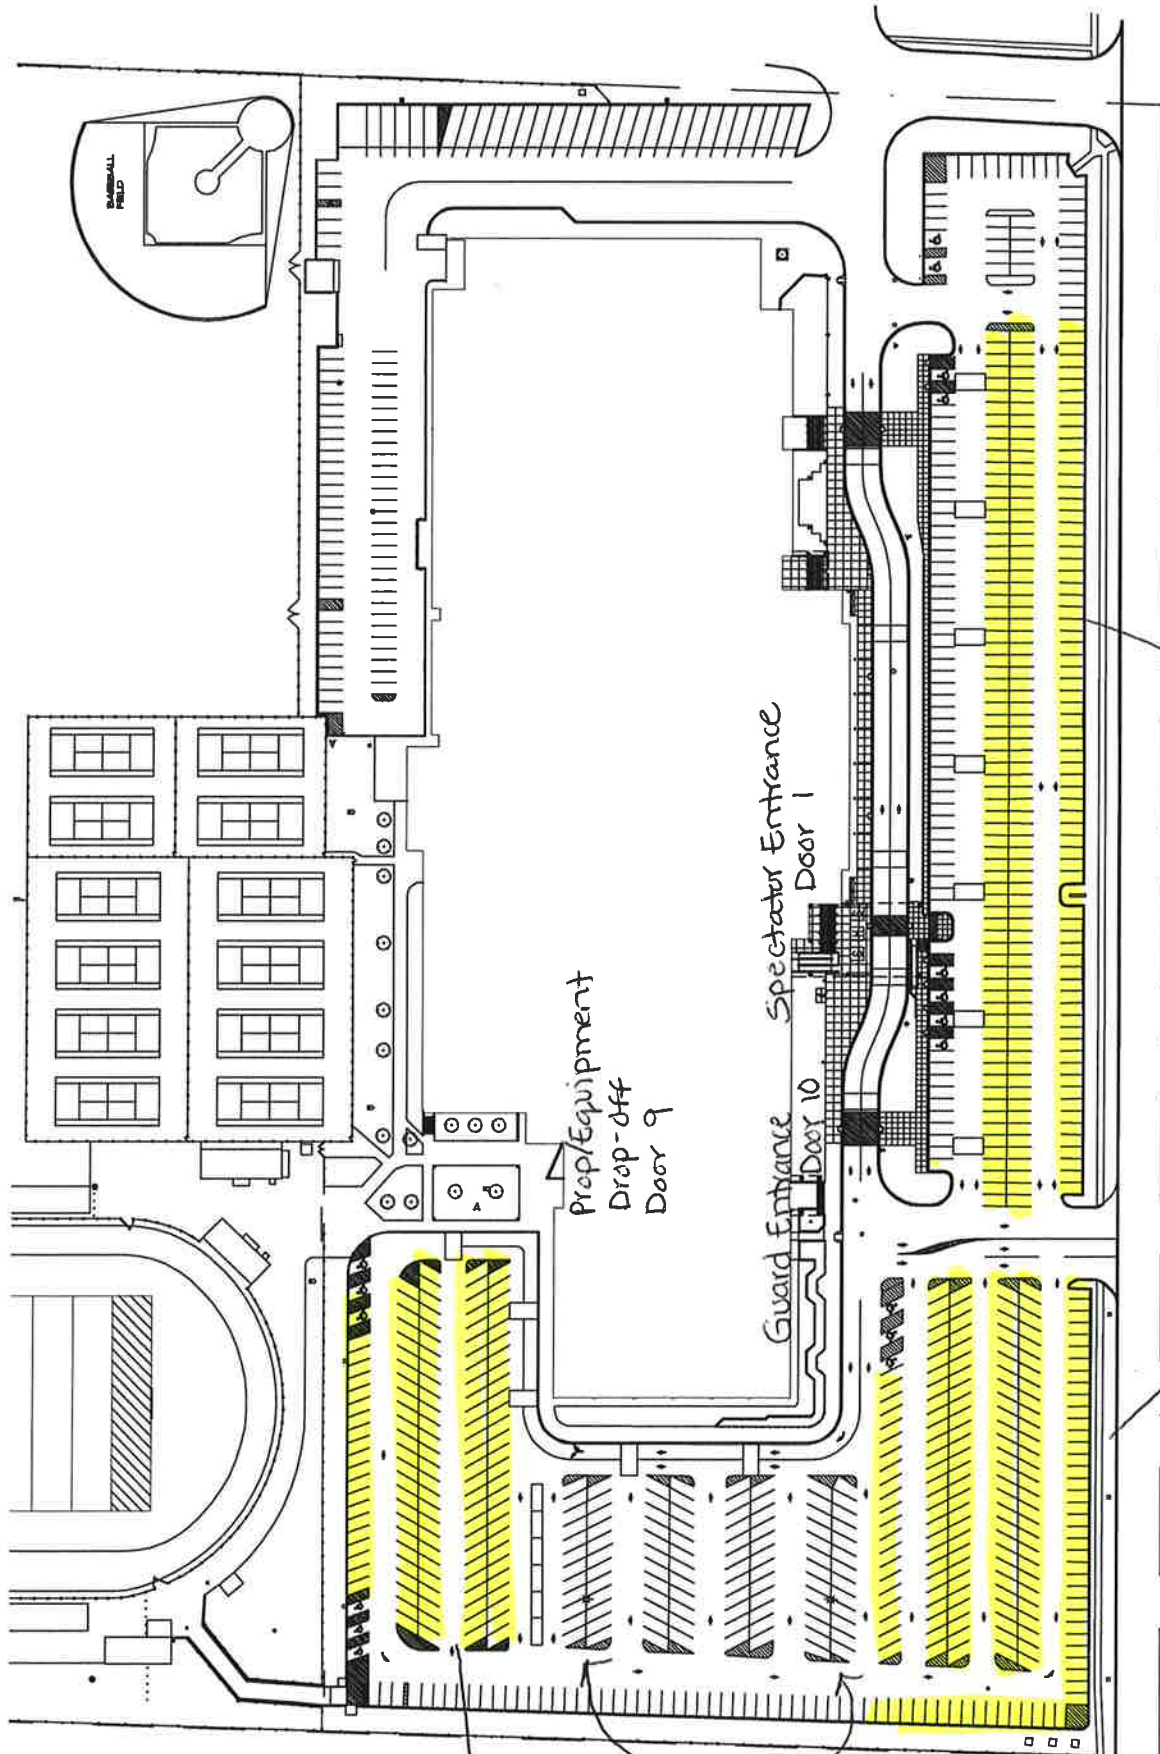 BASEBALL
FIELD
Spectator Entrance
Door 1
Prop/Equipment
Drop-off
Door 9
Guard Entrance
Door 10
A